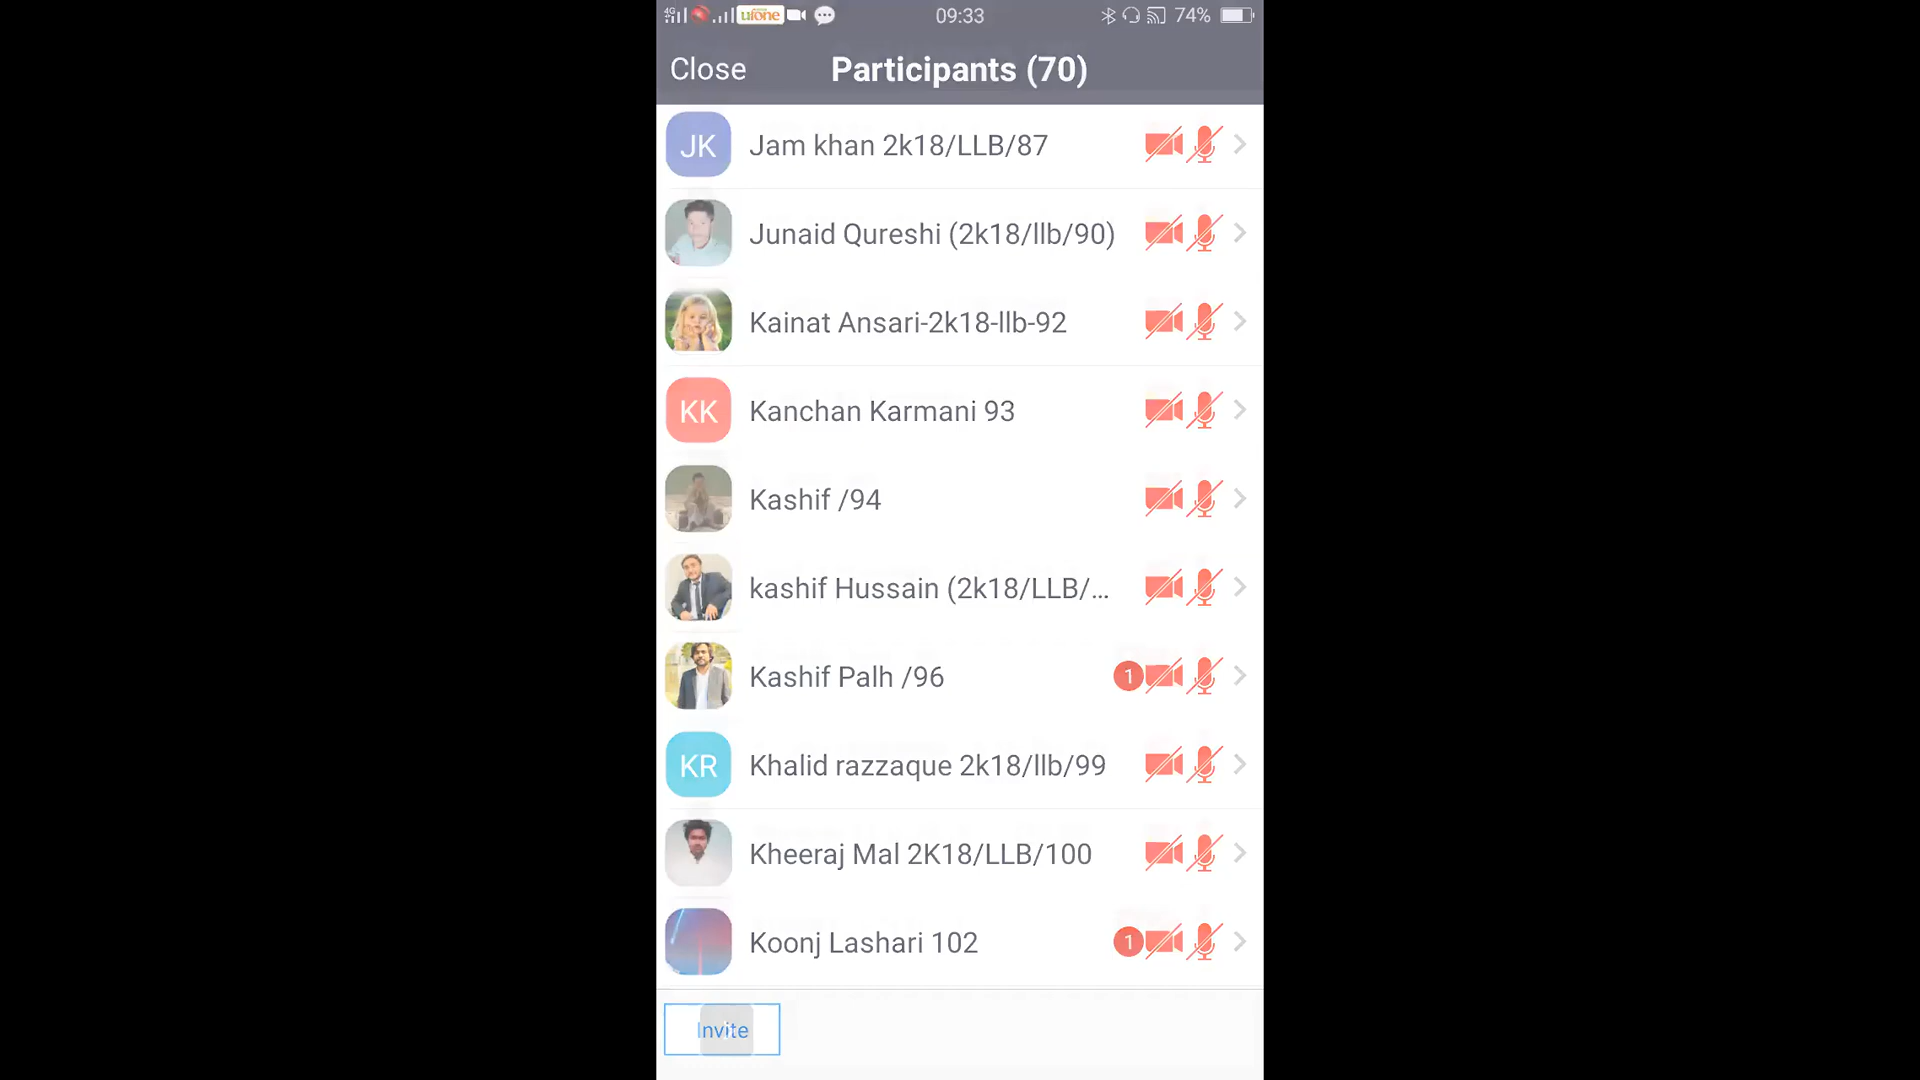 4G ufone 09:33 74%
Close Participants (70)
JK Jam khan 2k18/LLB/87
Junaid Qureshi (2k18/llb/90)
Kainat Ansari-2k18-llb-92
KK Kanchan Karmani 93
Kashif /94
kashif Hussain (2k18/LLB/...
Kashif Palh /96 1
KR Khalid razzaque 2k18/llb/99
Kheeraj Mal 2K18/LLB/100
Koonj Lashari 102 1
Invite